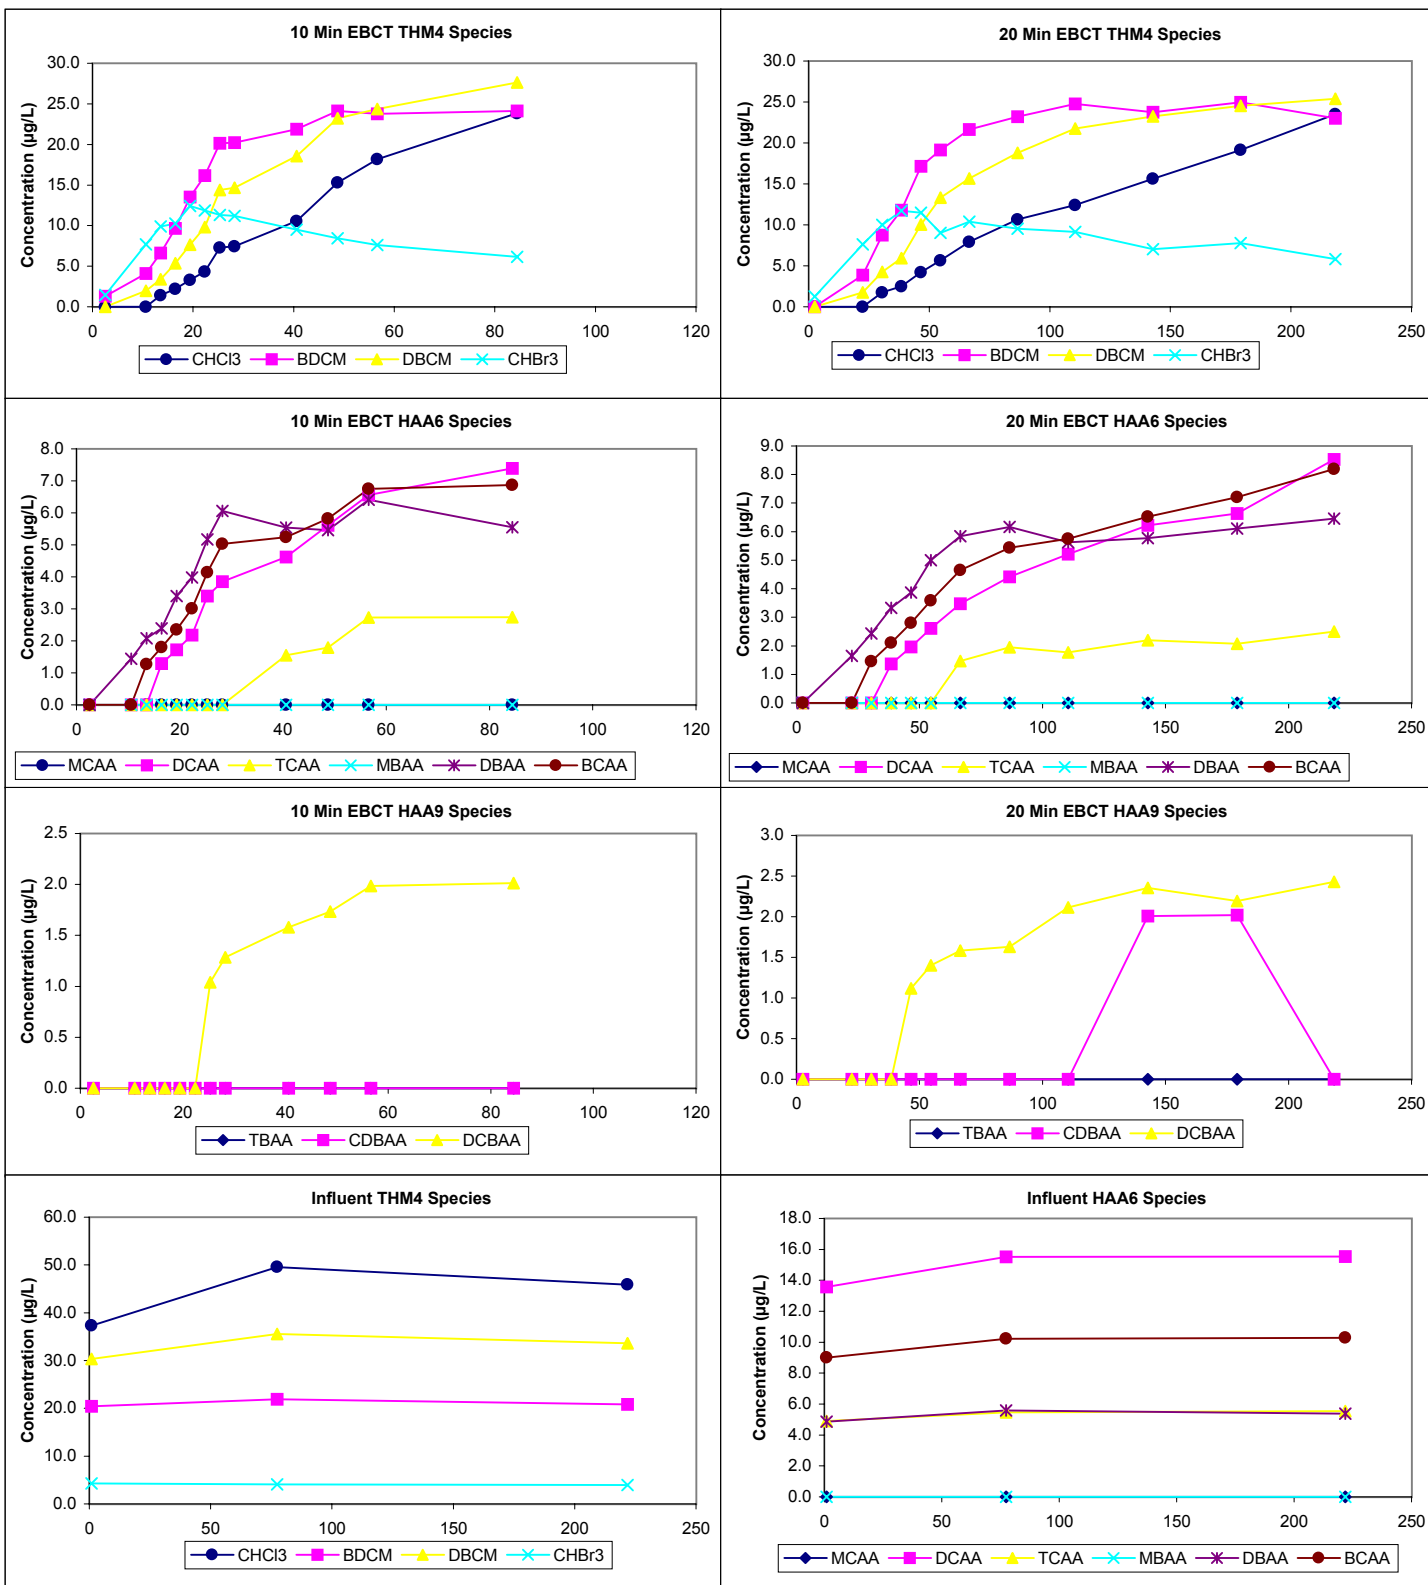 10 Min EBCT THM4 Species
Concentration (µg/L)
30.0
25.0
20.0
15.0
10.0
5.0
0.0
0 20 40 60 80 100 120
CHCl3 BDCM DBCM CHBr3
20 Min EBCT THM4 Species
Concentration (µg/L)
30.0
25.0
20.0
15.0
10.0
5.0
0.0
0 50 100 150 200 250
CHCl3 BDCM DBCM CHBr3
10 Min EBCT HAA6 Species
Concentration (µg/L)
8.0
7.0
6.0
5.0
4.0
3.0
2.0
1.0
0.0
0 20 40 60 80 100 120
MCAA DCAA TCAA MBAA DBAA BCAA
20 Min EBCT HAA6 Species
Concentration (µg/L)
9.0
8.0
7.0
6.0
5.0
4.0
3.0
2.0
1.0
0.0
0 50 100 150 200 250
MCAA DCAA TCAA MBAA DBAA BCAA
10 Min EBCT HAA9 Species
Concentration (µg/L)
2.5
2.0
1.5
1.0
0.5
0.0
0 20 40 60 80 100 120
TBAA CDBAA DCBAA
20 Min EBCT HAA9 Species
Concentration (µg/L)
3.0
2.5
2.0
1.5
1.0
0.5
0.0
0 50 100 150 200 250
TBAA CDBAA DCBAA
Influent THM4 Species
Concentration (µg/L)
60.0
50.0
40.0
30.0
20.0
10.0
0.0
0 50 100 150 200 250
CHCl3 BDCM DBCM CHBr3
Influent HAA6 Species
Concentration (µg/L)
18.0
16.0
14.0
12.0
10.0
8.0
6.0
4.0
2.0
0.0
0 50 100 150 200 250
MCAA DCAA TCAA MBAA DBAA BCAA